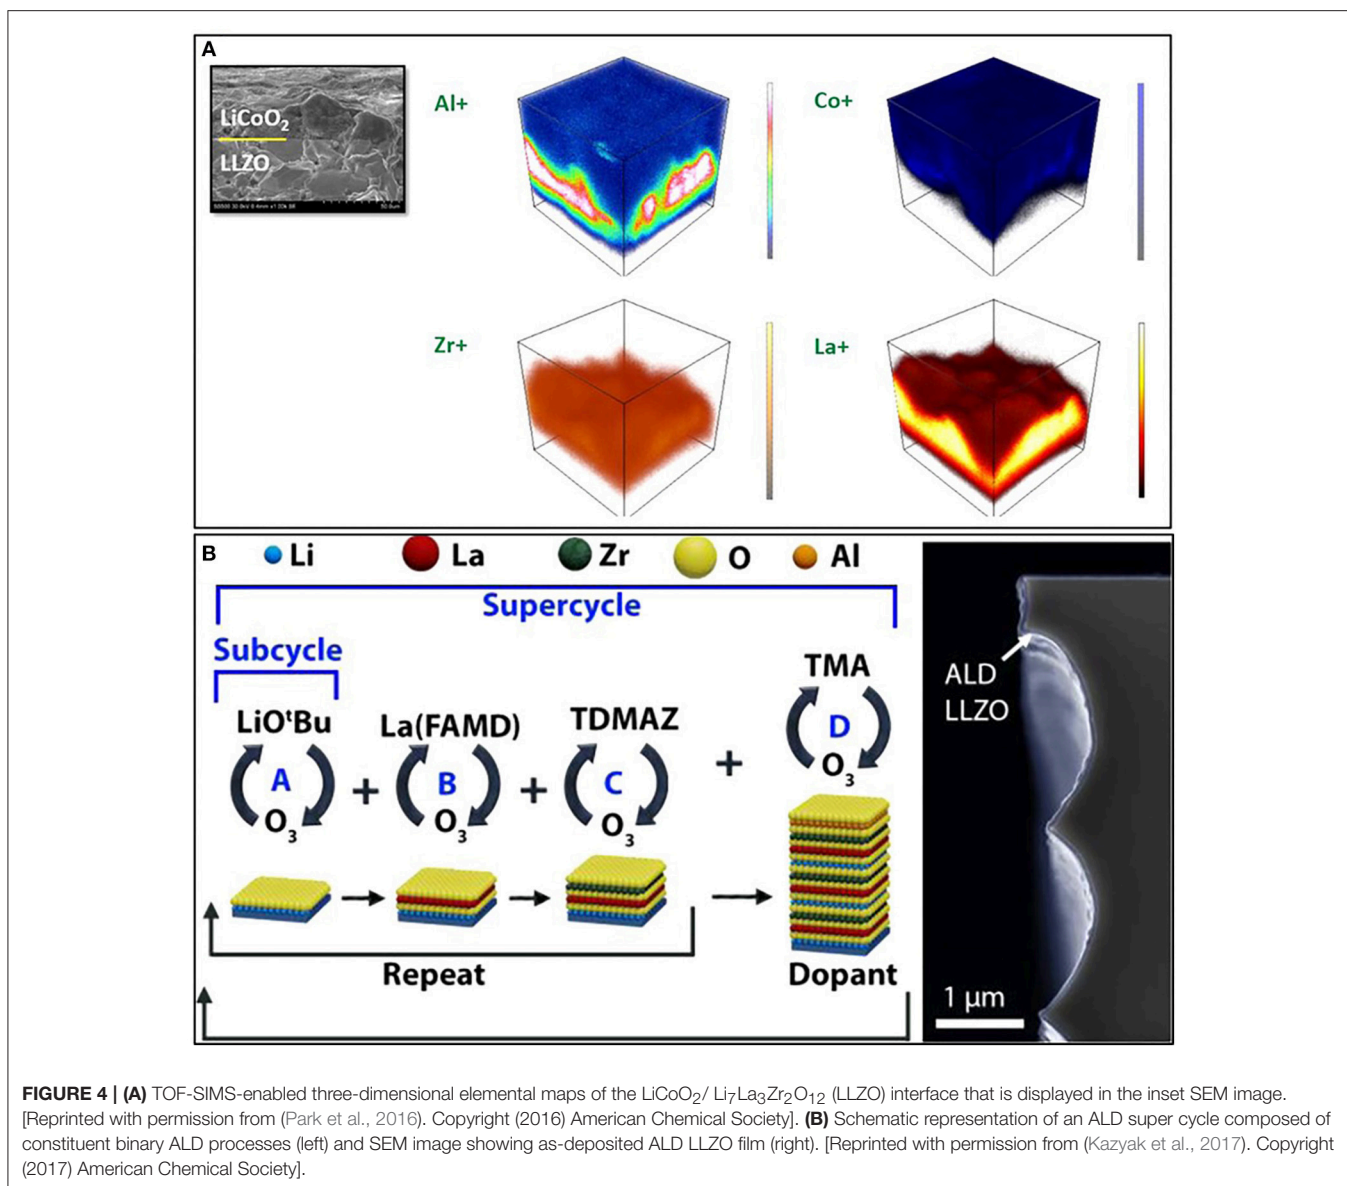 A
LiCoO₂
LLZO
Al+
Co+
Zr+
La+
B
Li La Zr O Al
Supercycle
Subcycle
TMA
LiOᵗBu La(FAMD) TDMAZ
A + B + C + D
O₃ O₃ O₃ O₃
Repeat
Dopant
ALD
LLZO
1 μm
FIGURE 4 | (A) TOF-SIMS-enabled three-dimensional elemental maps of the LiCoO₂/ Li₇La₃Zr₂O₁₂ (LLZO) interface that is displayed in the inset SEM image.
[Reprinted with permission from (Park et al., 2016). Copyright (2016) American Chemical Society]. (B) Schematic representation of an ALD super cycle composed of
constituent binary ALD processes (left) and SEM image showing as-deposited ALD LLZO film (right). [Reprinted with permission from (Kazyak et al., 2017). Copyright
(2017) American Chemical Society].